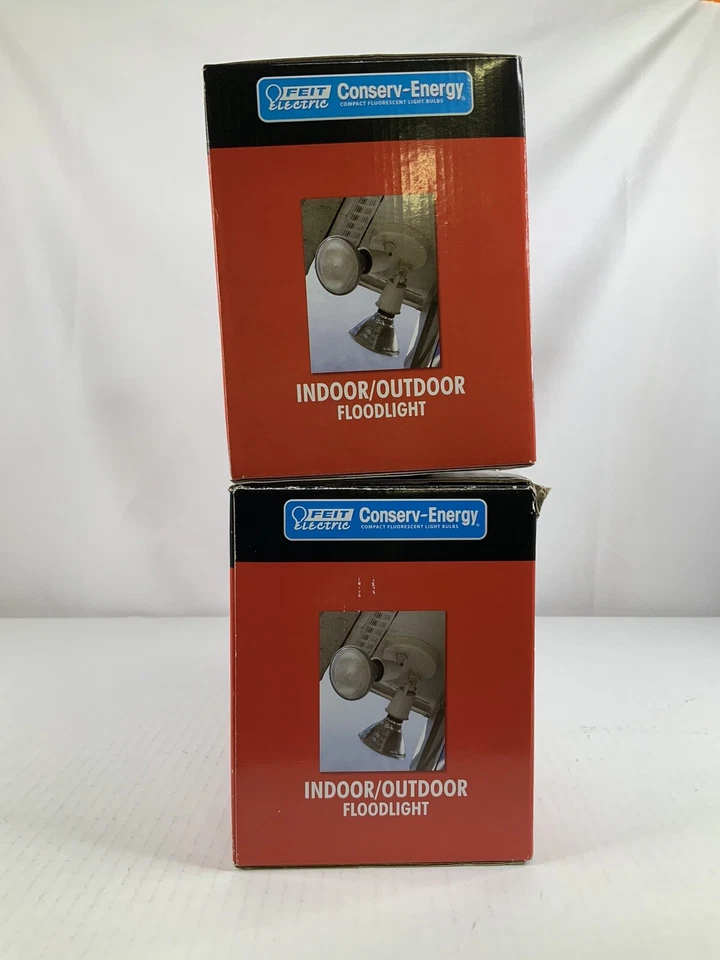 FEIT Electric Conserv-Energy®
COMPACT FLUORESCENT LIGHT BULBS
INDOOR/OUTDOOR
FLOODLIGHT
FEIT Electric Conserv-Energy®
COMPACT FLUORESCENT LIGHT BULBS
INDOOR/OUTDOOR
FLOODLIGHT